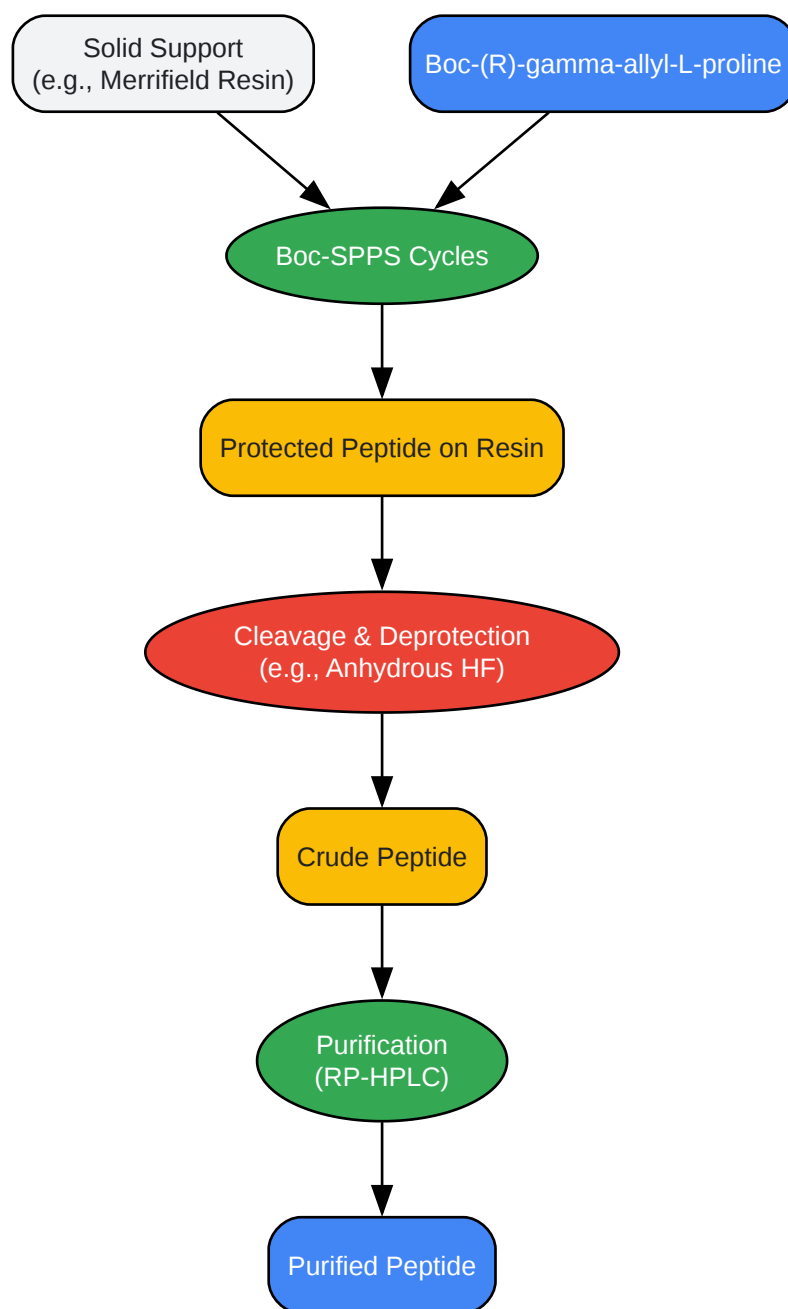 Solid Support
(e.g., Merrifield Resin)
Boc-(R)-gamma-allyl-L-proline
Boc-SPPS Cycles
Protected Peptide on Resin
Cleavage & Deprotection
(e.g., Anhydrous HF)
Crude Peptide
Purification
(RP-HPLC)
Purified Peptide